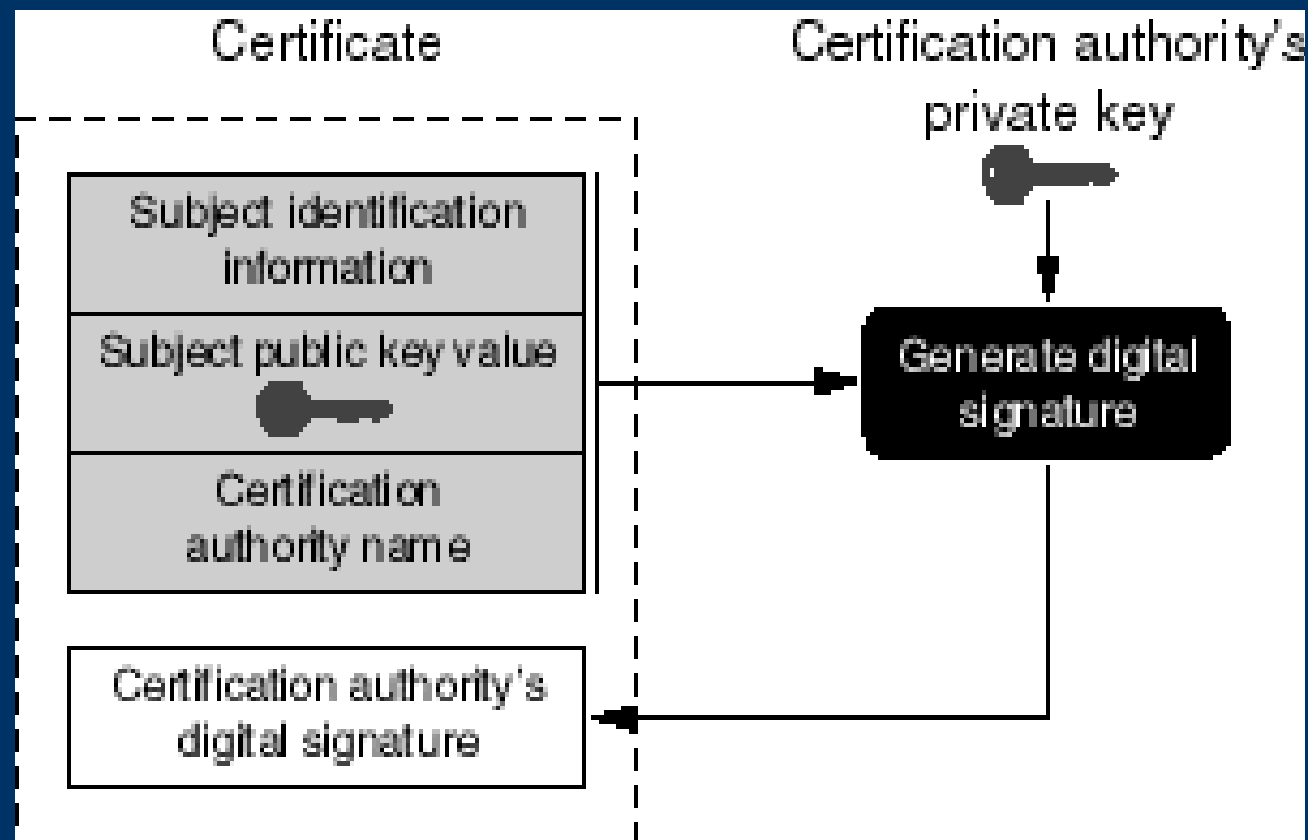 Certificate
Certification authority's
private key
Subject identification
information
Subject public key value
Certification
authority name
Generate digital
signature
Certification authority's
digital signature